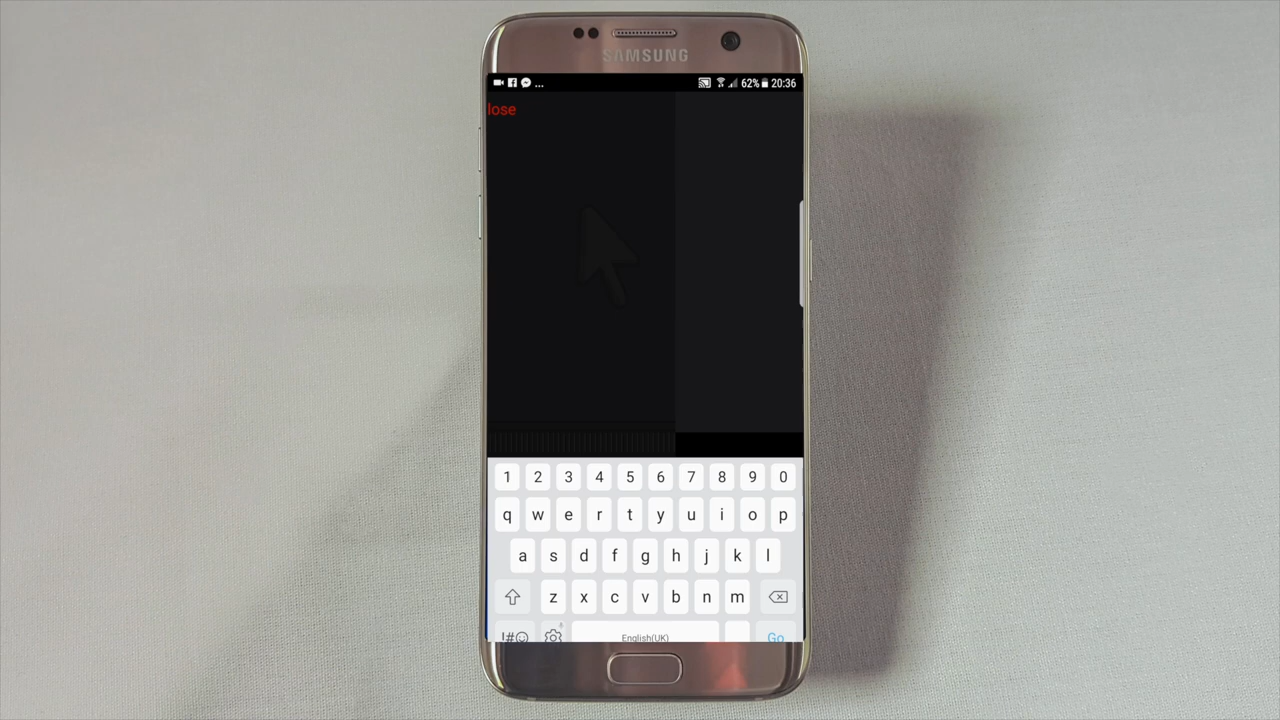 SAMSUNG
... 62% 20:36
lose
1 2 3 4 5 6 7 8 9 0
q w e r t y u i o p
a s d f g h j k l
z x c v b n m
!#☺ English(UK) Go